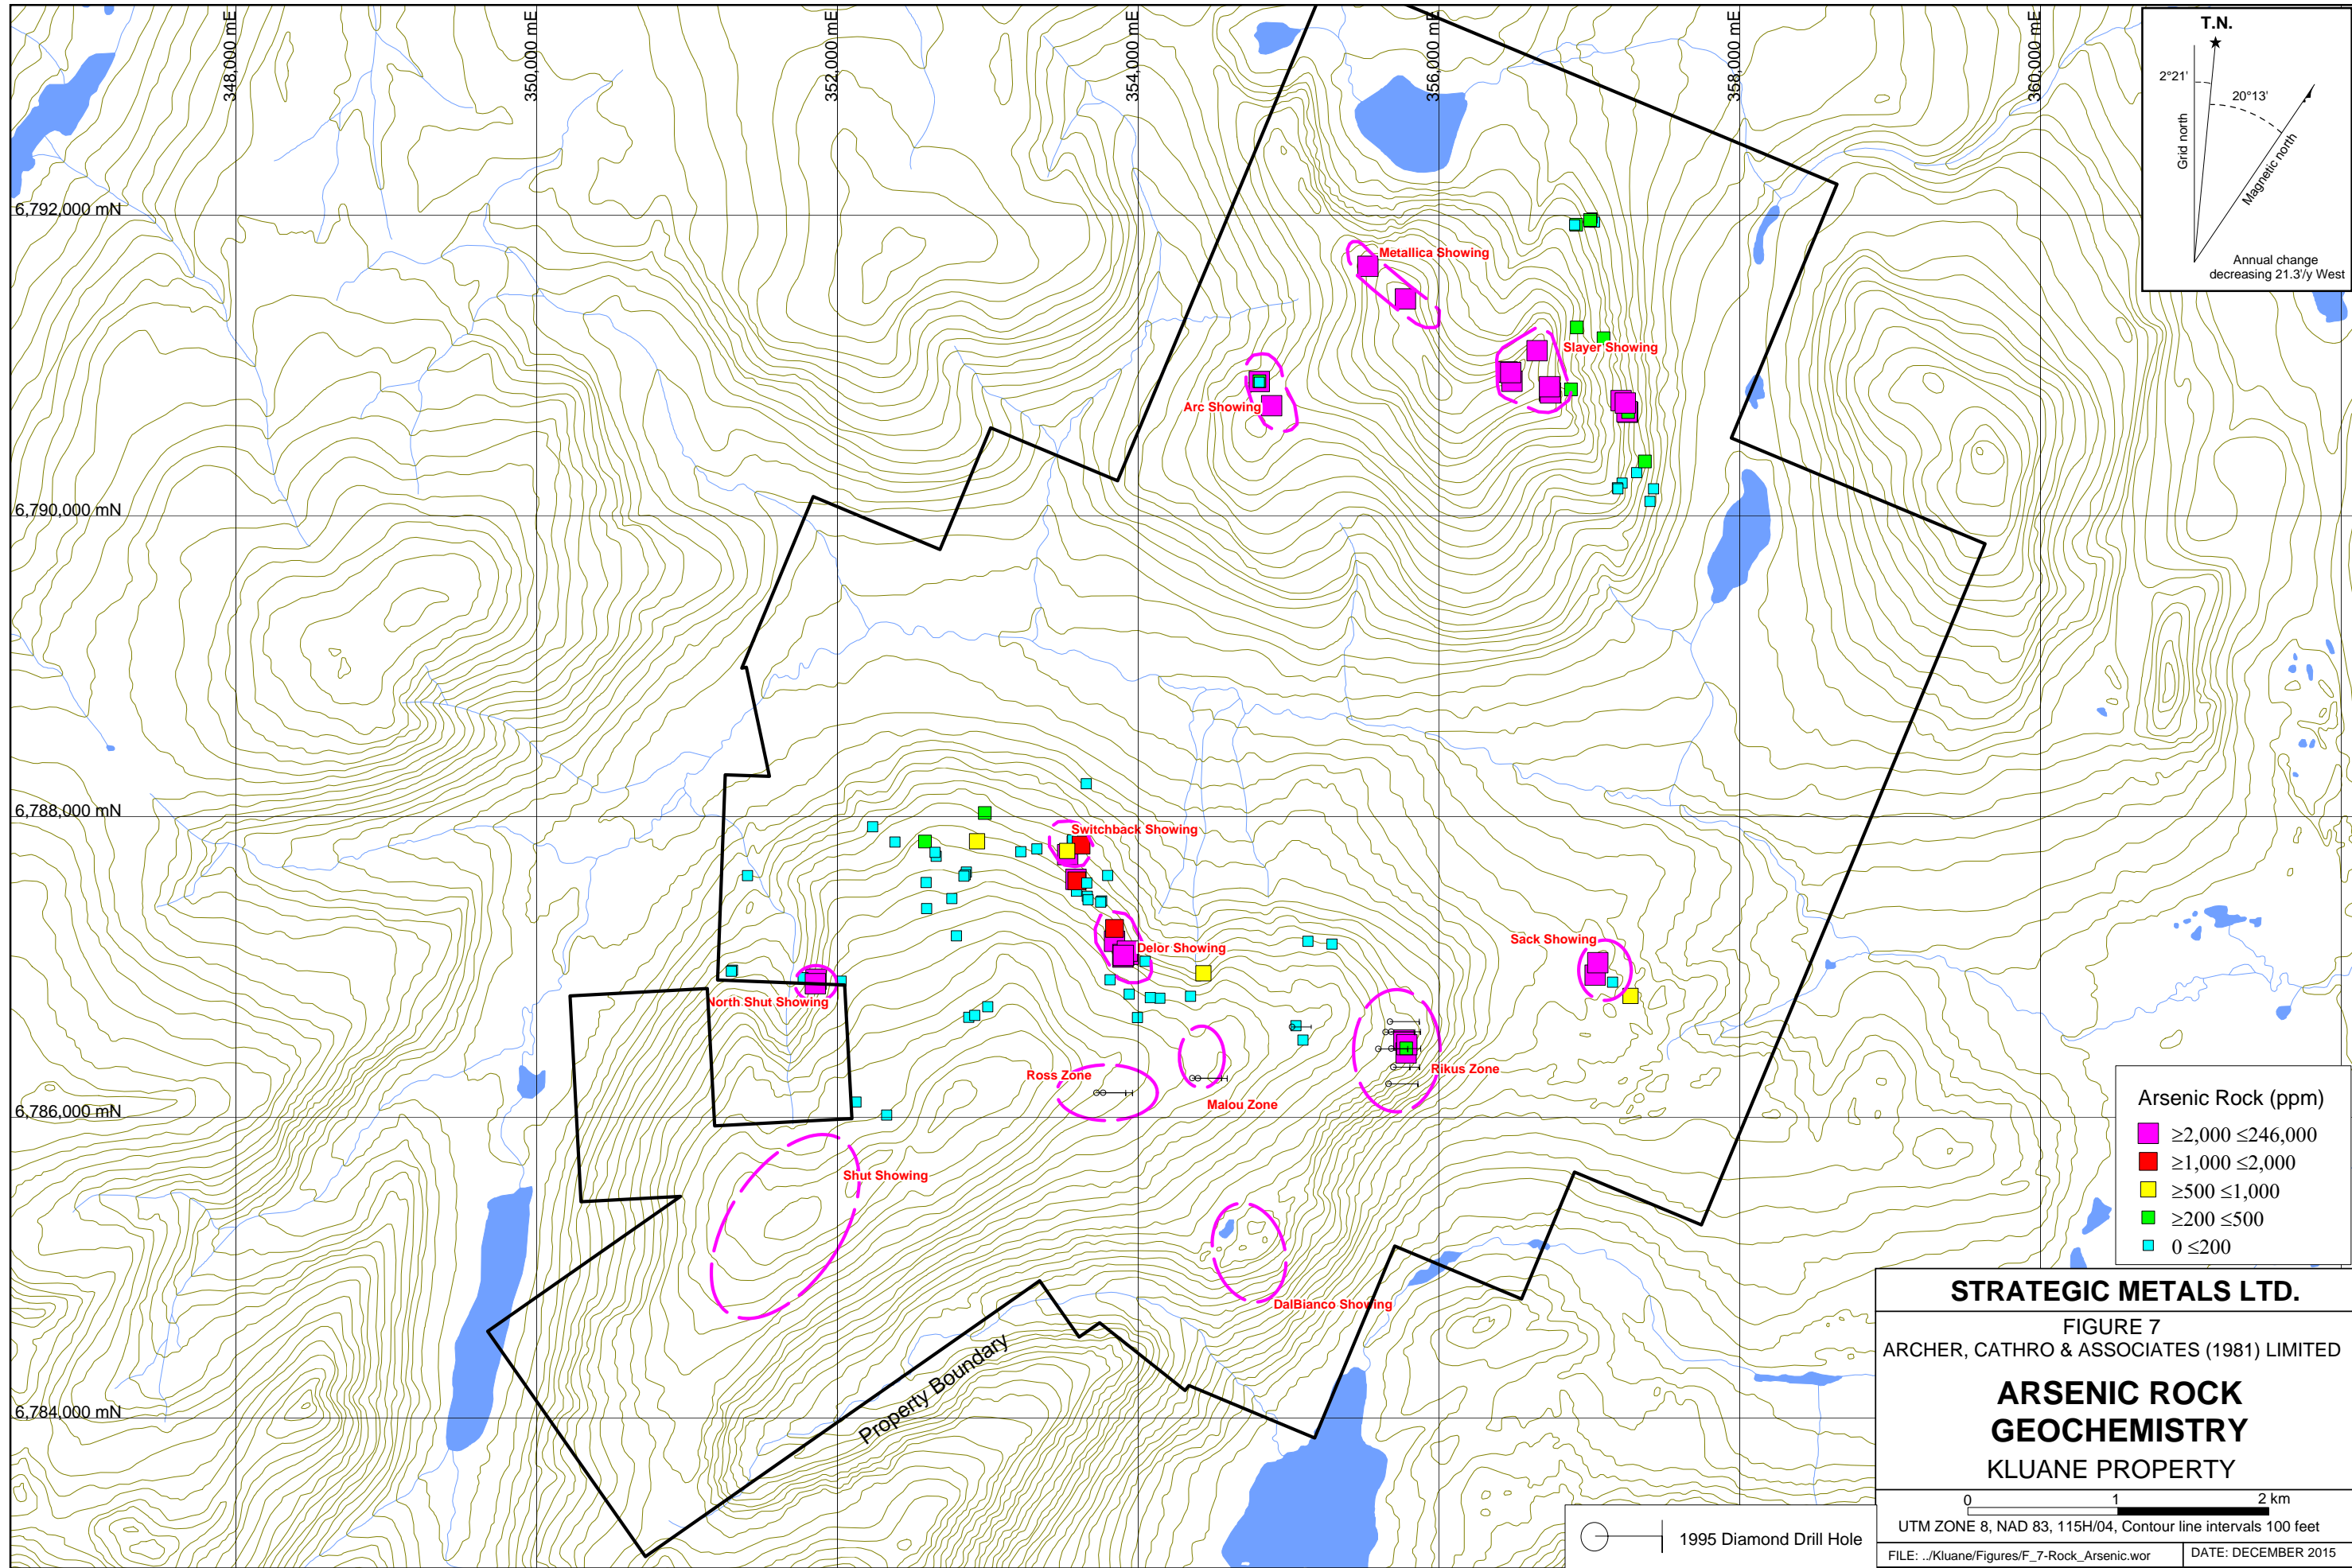 348,000 mE
350,000 mE
352,000 mE
354,000 mE
356,000 mE
358,000 mE
360,000 mE
T.N.
2°21'
20°13'
Grid north
Magnetic north
Annual change
decreasing 21.3'/y West
6,792,000 mN
Metallica Showing
Slayer Showing
Arc Showing
6,790,000 mN
6,788,000 mN
Switchback Showing
Delor Showing
Sack Showing
North Shut Showing
Ross Zone
Rikus Zone
Malou Zone
6,786,000 mN
Shut Showing
DalBianco Showing
Property Boundary
6,784,000 mN
Arsenic Rock (ppm)
≥2,000 ≤246,000
≥1,000 ≤2,000
≥500 ≤1,000
≥200 ≤500
0 ≤200
STRATEGIC METALS LTD.
FIGURE 7
ARCHER, CATHRO & ASSOCIATES (1981) LIMITED
ARSENIC ROCK
GEOCHEMISTRY
KLUANE PROPERTY
0 1 2 km
UTM ZONE 8, NAD 83, 115H/04, Contour line intervals 100 feet
FILE: ../Kluane/Figures/F_7-Rock_Arsenic.wor
DATE: DECEMBER 2015
1995 Diamond Drill Hole